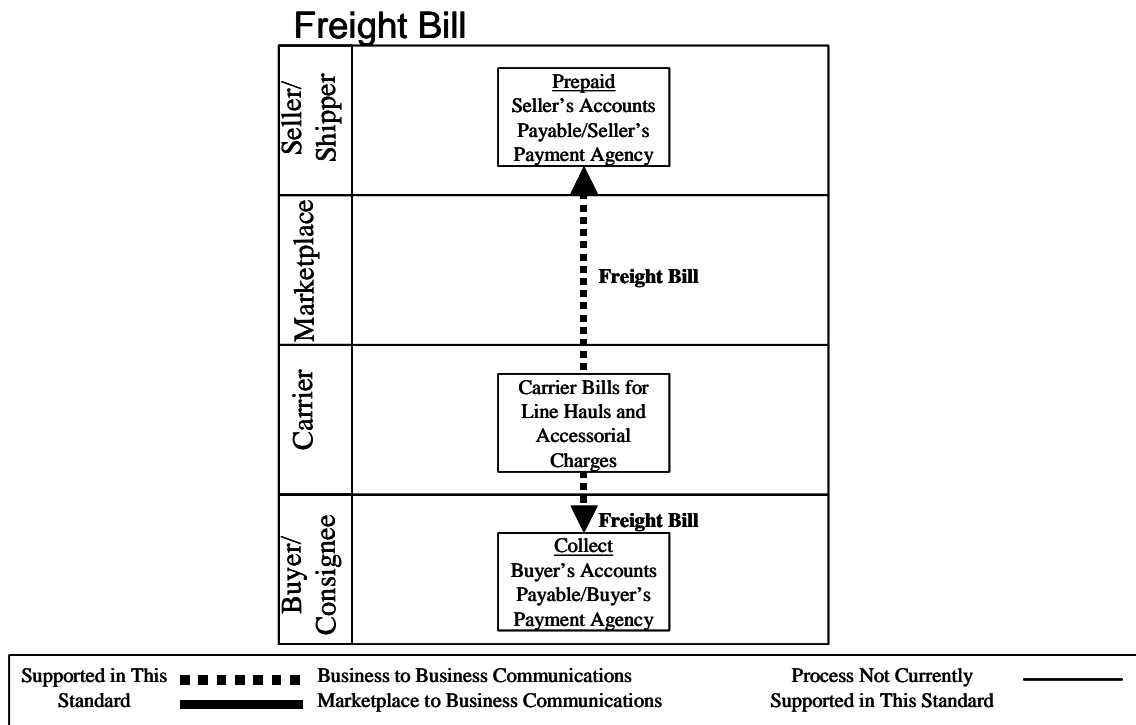 Freight Bill
Seller/
Shipper
Prepaid
Seller’s Accounts
Payable/Seller’s
Payment Agency
Marketplace
Freight Bill
Carrier
Carrier Bills for
Line Hauls and
Accessorial
Charges
Buyer/
Consignee
Freight Bill
Collect
Buyer’s Accounts
Payable/Buyer’s
Payment Agency
Supported in This
Standard
Business to Business Communications
Marketplace to Business Communications
Process Not Currently
Supported in This Standard